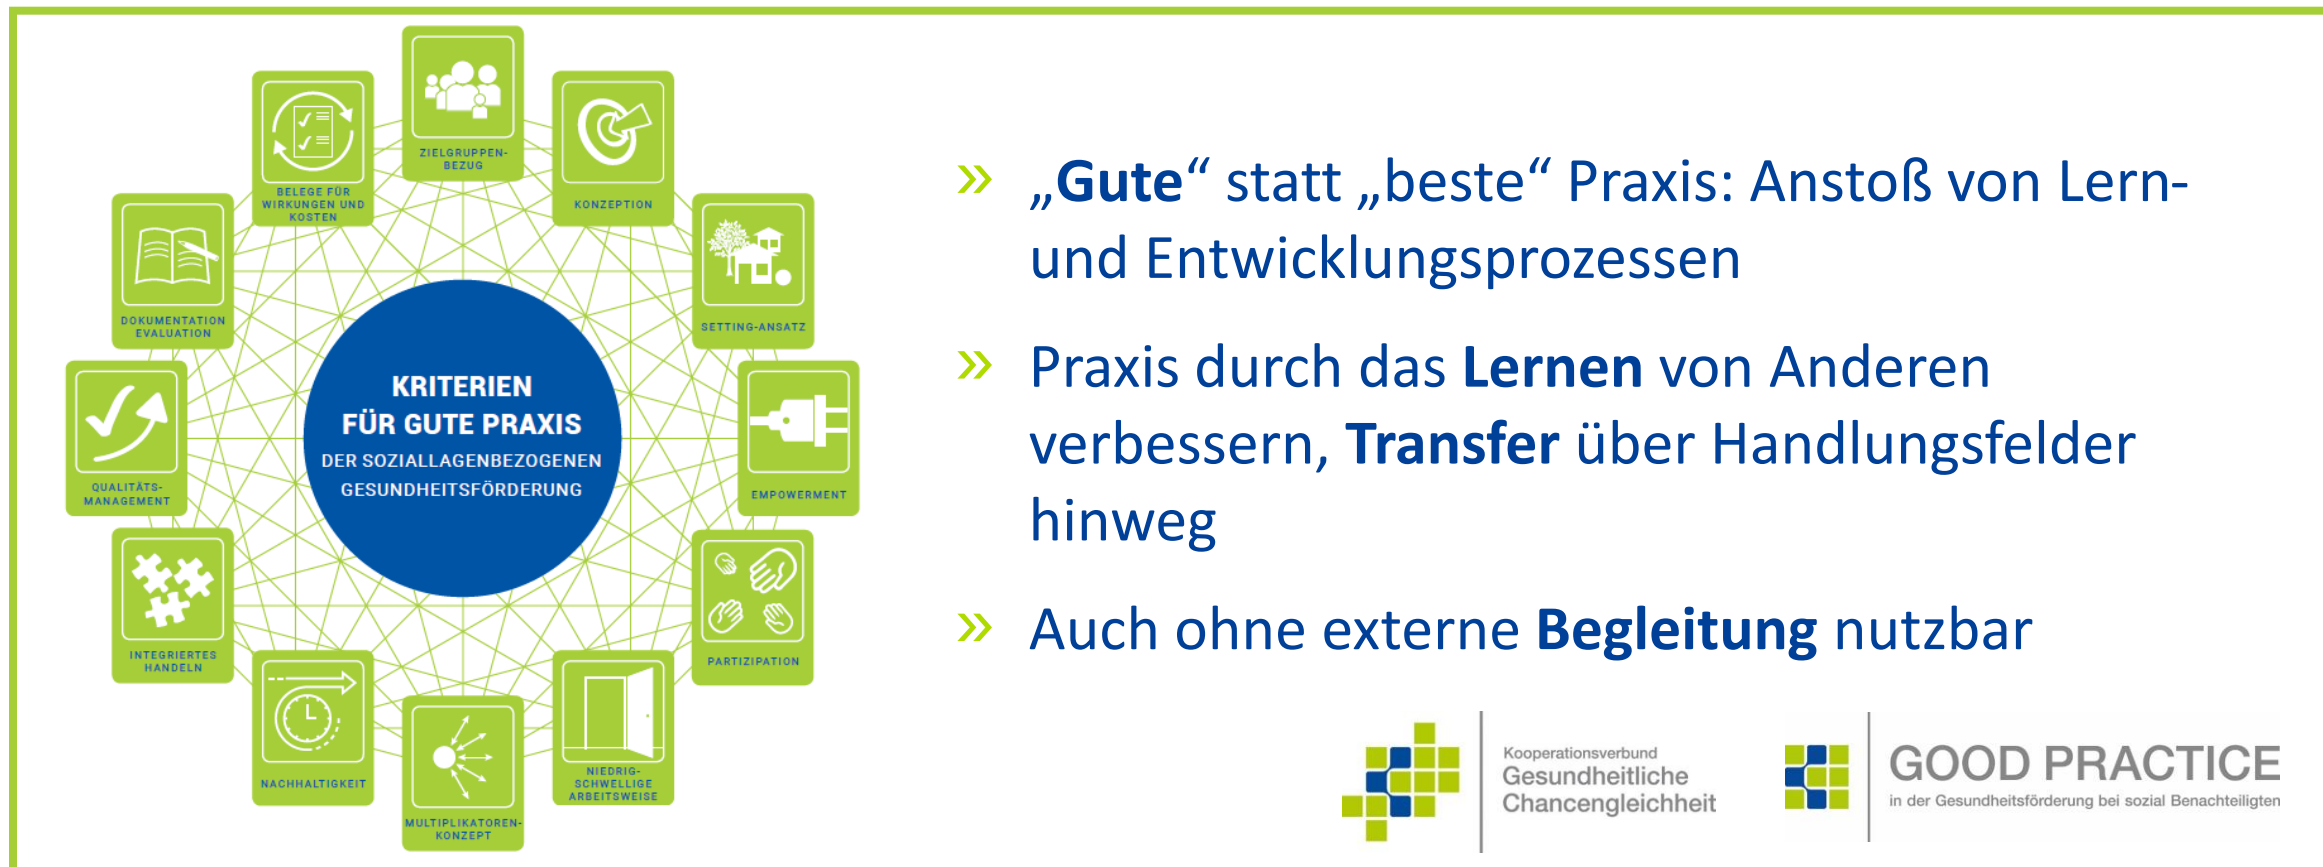 ZIELGRUPPEN-
BEZUG
KONZEPTION
SETTING-ANSATZ
EMPOWERMENT
PARTIZIPATION
NIEDRIG-
SCHWELLIGE
ARBEITSWEISE
MULTIPLIKATOREN-
KONZEPT
NACHHALTIGKEIT
INTEGRIERTES
HANDELN
QUALITÄTS-
MANAGEMENT
DOKUMENTATION
EVALUATION
BELEGE FÜR
WIRKUNGEN UND
KOSTEN
KRITERIEN
FÜR GUTE PRAXIS
DER SOZIALLAGENBEZOGENEN
GESUNDHEITSFÖRDERUNG
» „Gute“ statt „beste“ Praxis: Anstoß von Lern-
und Entwicklungsprozessen
» Praxis durch das Lernen von Anderen
verbessern, Transfer über Handlungsfelder
hinweg
» Auch ohne externe Begleitung nutzbar
Kooperationsverbund
Gesundheitliche
Chancengleichheit
GOOD PRACTICE
in der Gesundheitsförderung bei sozial Benachteiligten